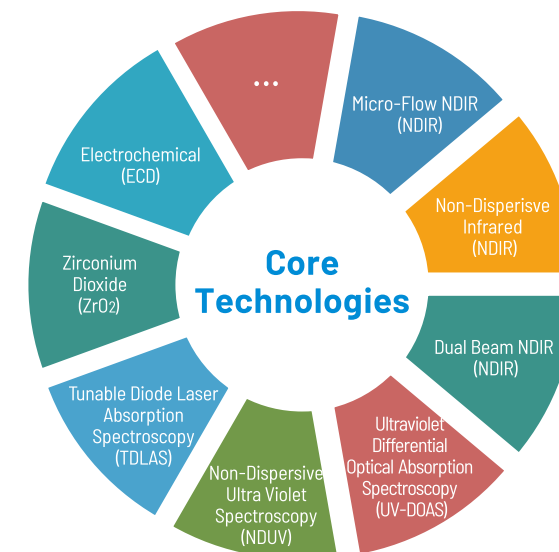 ...
Micro-Flow NDIR
(NDIR)
Non-Disperisve
Infrared
(NDIR)
Dual Beam NDIR
(NDIR)
Ultraviolet
Differential
Optical Absorption
Spectroscopy
(UV-DOAS)
Non-Dispersive
Ultra Violet
Spectroscopy
(NDUV)
Tunable Diode Laser
Absorption
Spectroscopy
(TDLAS)
Zirconium
Dioxide
(ZrO2)
Electrochemical
(ECD)
Core
Technologies